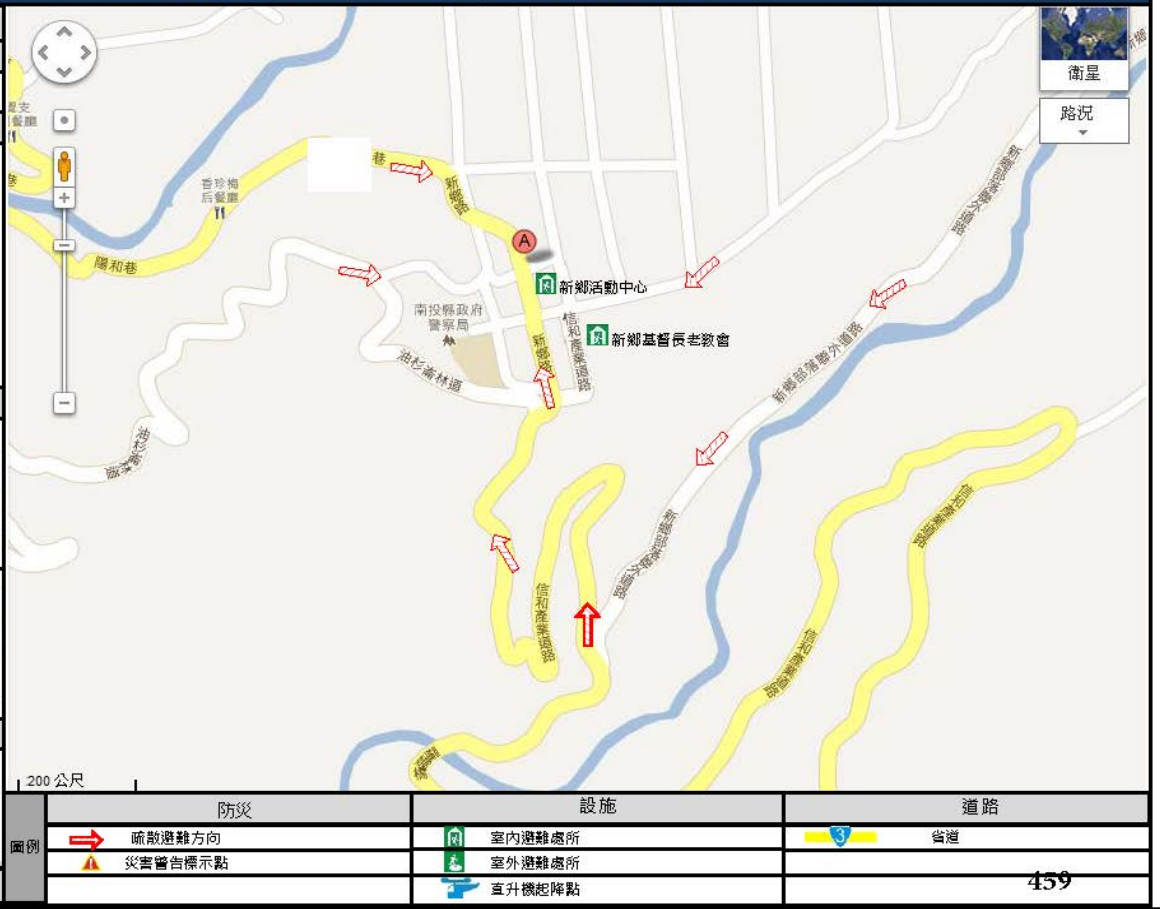 衛星
路況
香珍梅
后餐廳
巷
新鄉路
陽和巷
A
新鄉活動中心
南投縣政府
警察局
新鄉基督長老教會
信和產業道路
新鄉路
油杉崙林道
油杉崙林道
新鄉部落聯外道路
新鄉部落聯外道路
新鄉部落聯外道路
信和產業道路
信和產業道路
信和產業道路
200 公尺
圖例
防災
設施
道路
疏散避難方向
室內避難處所
3
省道
災害警告標示點
室外避難處所
直升機起降點
459